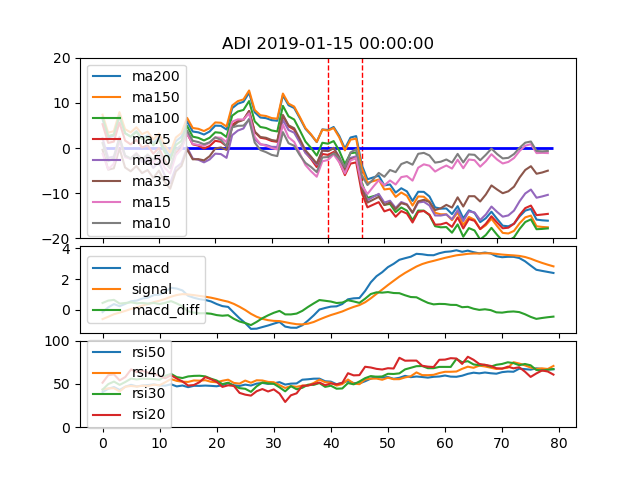 ADI 2019-01-15 00:00:00
20
10
0
−10
−20
ma200
ma150
ma100
ma75
ma50
ma35
ma15
ma10
4
2
0
macd
signal
macd_diff
100
50
0
rsi50
rsi40
rsi30
rsi20
0 10 20 30 40 50 60 70 80